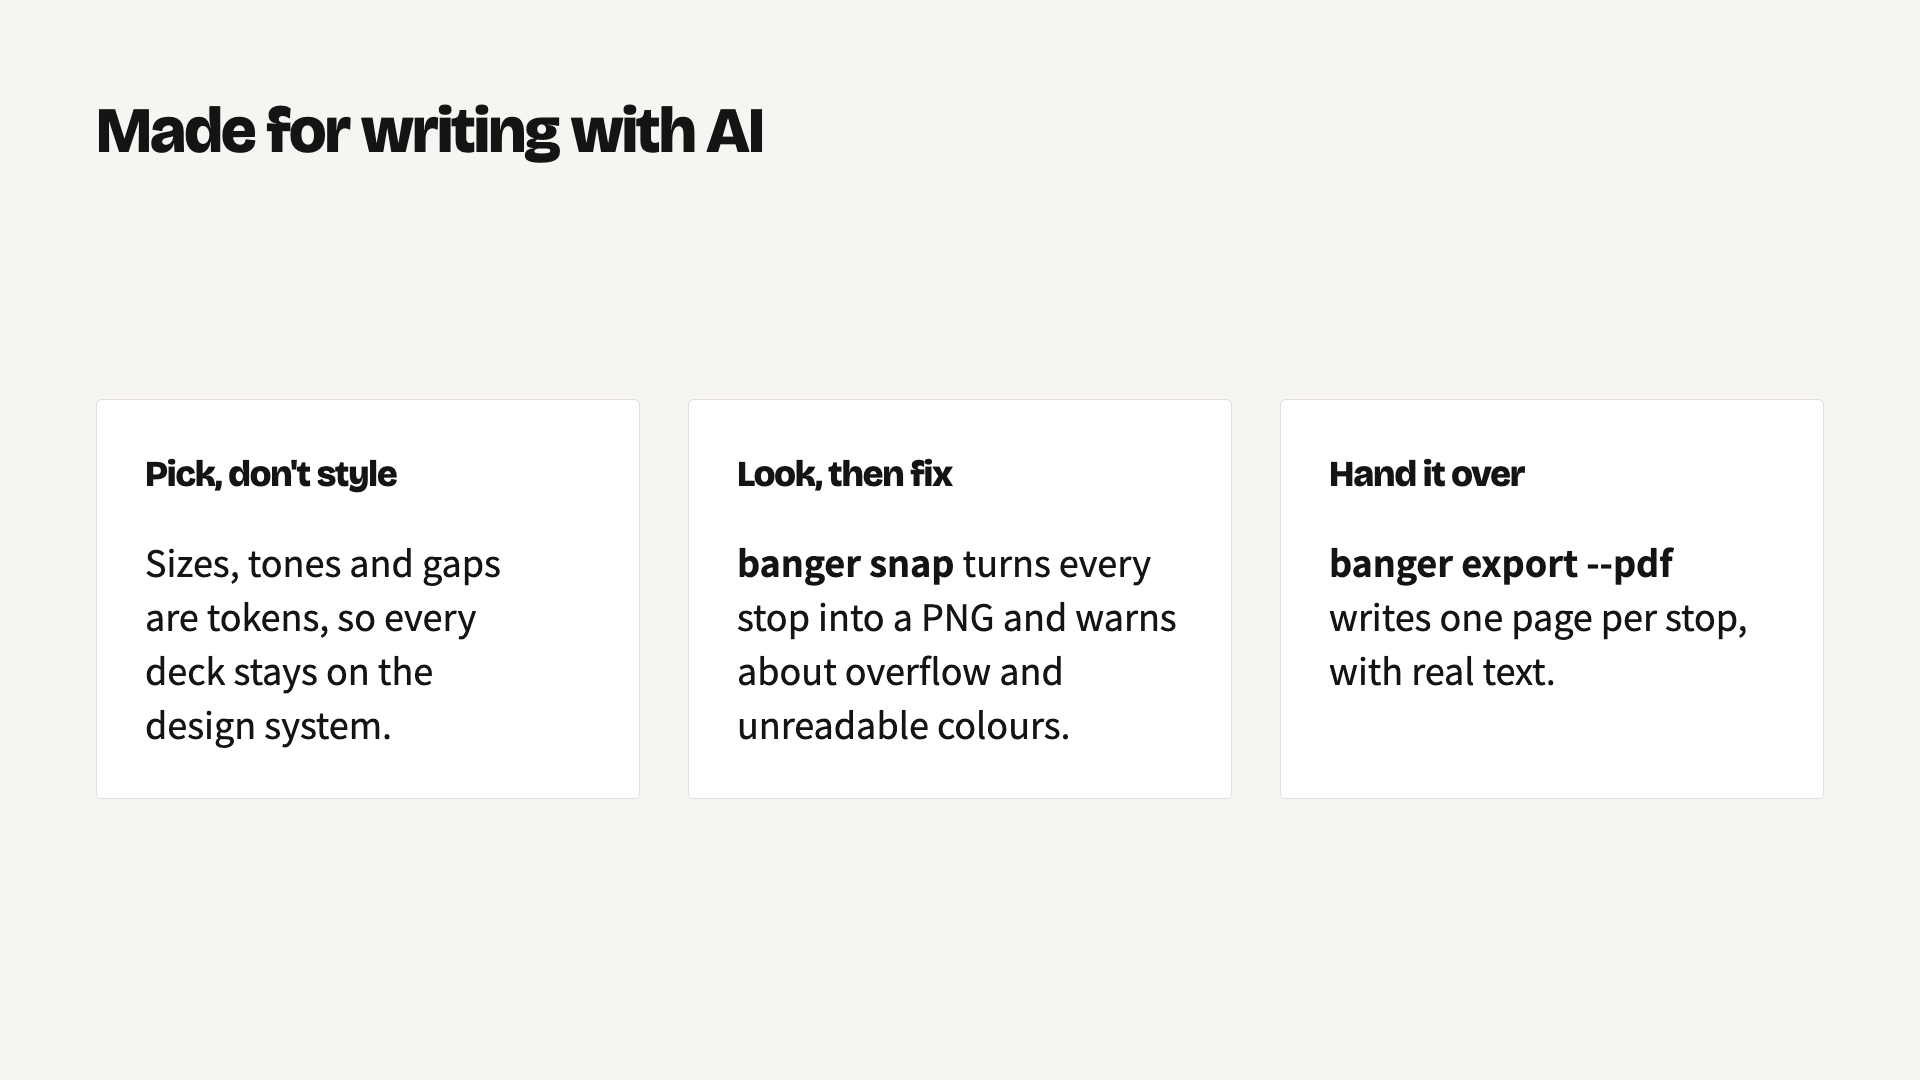 Made for writing with AI
Pick, don't style
Sizes, tones and gaps
are tokens, so every
deck stays on the
design system.
Look, then fix
banger snap turns every
stop into a PNG and warns
about overflow and
unreadable colours.
Hand it over
banger export --pdf
writes one page per stop,
with real text.